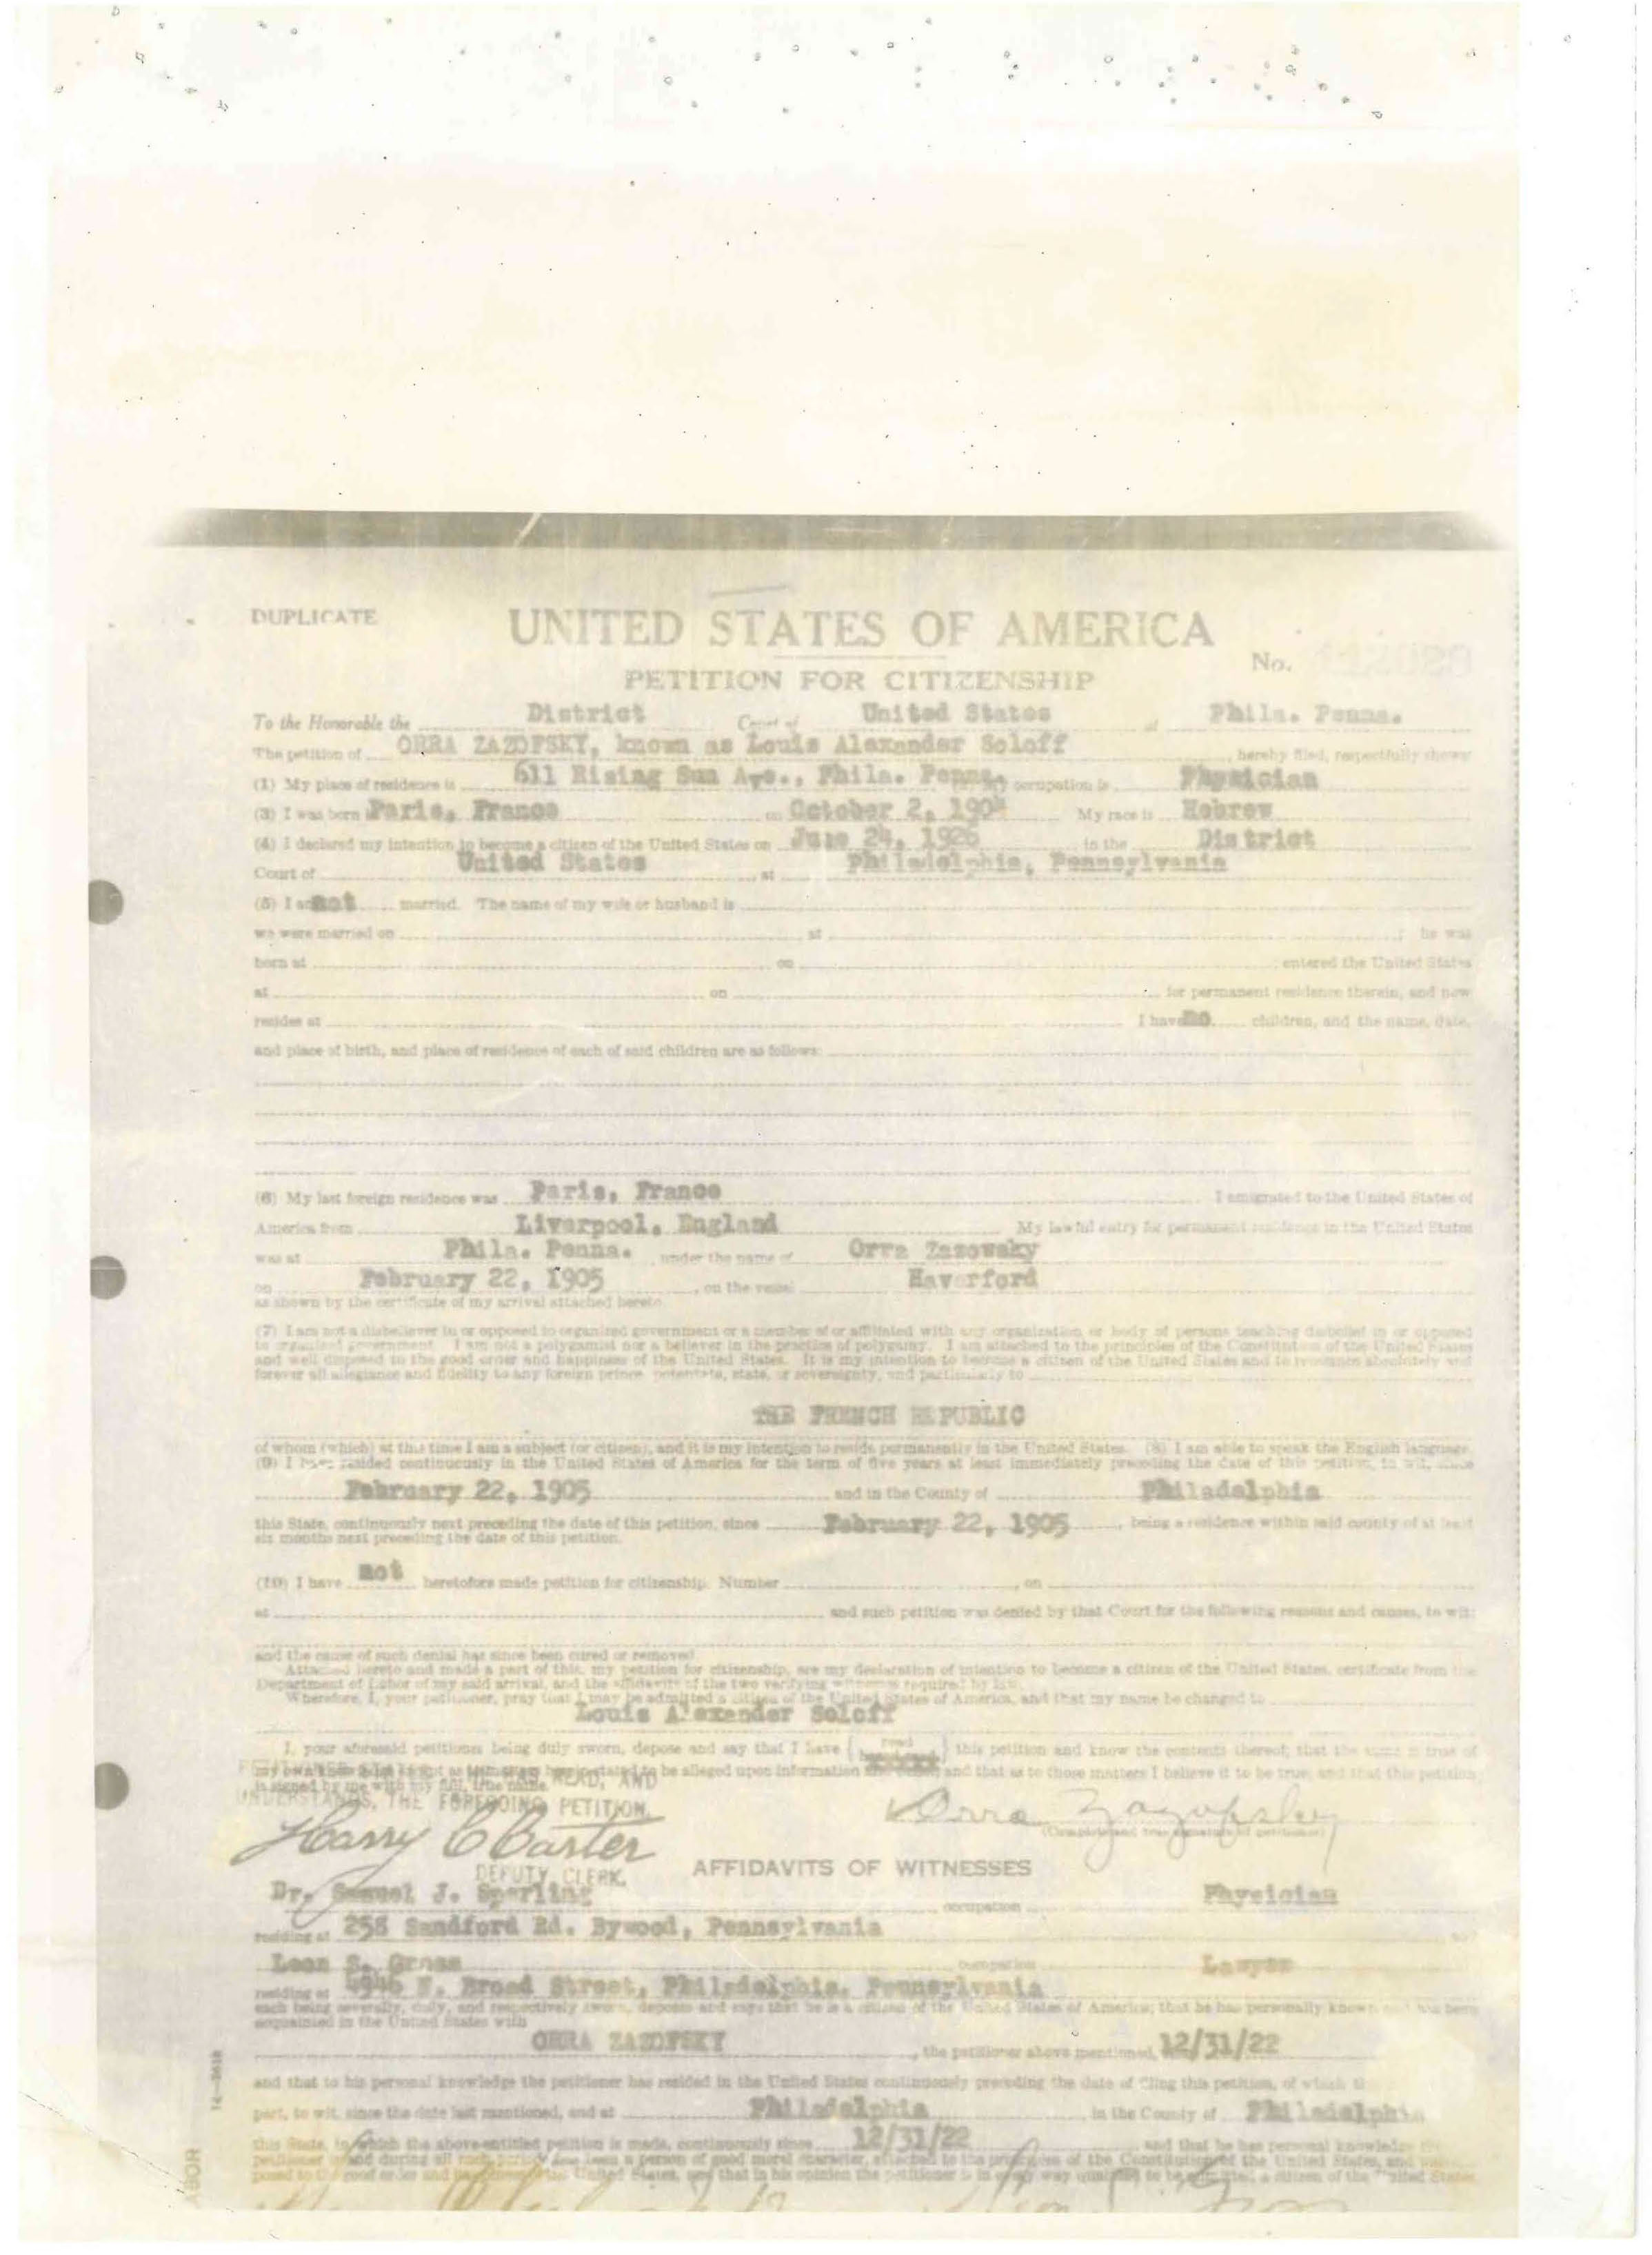 DUPLICATE
UNITED STATES OF AMERICA
No.
PETITION FOR CITIZENSHIP
To the Honorable the District Court of United States at Phila. Penna.
The petition of ORRA ZAZOFSKY, known as Louis Alexander Soloff, hereby filed, respectfully shows:
(1) My place of residence is 611 Rising Sun Ave., Phila. Penna. occupation is Physician
(3) I was born Paris, France on October 2, 1904 My race is Hebrew
(4) I declared my intention to become a citizen of the United States on June 24, 1926 in the District
Court of United States, at Philadelphia, Pennsylvania
(5) I am not married. The name of my wife or husband is
we were married on, at; he was
born at, on; entered the United States
at on for permanent residence therein, and now
resides at I have no children, and the name, date,
and place of birth, and place of residence of each of said children are as follows:
(6) My last foreign residence was Paris, France I emigrated to the United States of
America from Liverpool, England My lawful entry for permanent residence in the United States
was at Phila. Penna. under the name of Orra Zazowsky
on February 22, 1905, on the vessel Haverford
as shown by the certificate of my arrival attached hereto.
(7) I am not a disbeliever in or opposed to organized government or a member of or affiliated with any organization or body of persons teaching disbelief in or opposed
to organized government. I am not a polygamist nor a believer in the practice of polygamy. I am attached to the principles of the Constitution of the United States
and well disposed to the good order and happiness of the United States. It is my intention to become a citizen of the United States and to renounce absolutely and
forever all allegiance and fidelity to any foreign prince, potentate, state, or sovereignty, and particularly to
THE FRENCH REPUBLIC
of whom (which) at this time I am a subject (or citizen), and it is my intention to reside permanently in the United States. (8) I am able to speak the English language.
(9) I have resided continuously in the United States of America for the term of five years at least immediately preceding the date of this petition, to wit, since
February 22, 1905 and in the County of Philadelphia
this State, continuously next preceding the date of this petition, since February 22, 1905, being a residence within said county of at least
six months next preceding the date of this petition.
(10) I have not heretofore made petition for citizenship: Number, on
at and such petition was denied by that Court for the following reasons and causes, to wit:
and the cause of such denial has since been cured or removed.
Attached hereto and made a part of this, my petition for citizenship, are my declaration of intention to become a citizen of the United States, certificate from the
Department of Labor of my said arrival, and the affidavits of the two verifying witnesses required by law.
Wherefore, I, your petitioner, pray that I may be admitted a citizen of the United States of America, and that my name be changed to
Louis Alexander Soloff
I, your aforesaid petitioner being duly sworn, depose and say that I have { read } this petition and know the contents thereof; that the same is true of
to be alleged upon information and that as to those matters I believe it to be true, and that this petition
is signed by me with my full, true name. READ, AND
UNDERSTANDS, THE FOREGOING PETITION.
Orra Zazofsky
(Complete and true signature of petitioner)
Harry C Carter
DEPUTY CLERK.
AFFIDAVITS OF WITNESSES
Dr. Samuel J. Sperling occupation Physician
residing at 258 Sandford Rd. Bywood, Pennsylvania
Leon S. Gross occupation Lawyer
residing at 4946 N. Broad Street, Philadelphia, Pennsylvania
each being severally, duly, and respectively sworn, deposes and says that he is a citizen of the United States of America; that he has personally known and has been
acquainted in the United States with
ORRA ZAZOFSKY, the petitioner above mentioned, 12/31/22
and that to his personal knowledge the petitioner has resided in the United States continuously preceding the date of filing this petition, of which
part, to wit, since the date last mentioned, and at Philadelphia, in the County of Philadelphia
this State, in which the above-entitled petition is made, continuously since 12/31/22 and that he has personal knowledge
petitioner is and during all such periods has been a person of good moral character, attached to the principles of the Constitution of the United States, and
posed to the good order and United States, and that in his opinion the petitioner is in every way qualified to be admitted a citizen of the United States
14—2618